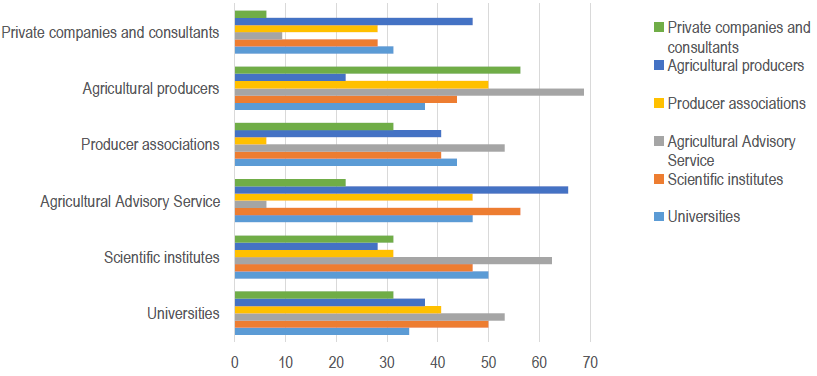 Private companies and consultants
Agricultural producers
Producer associations
Agricultural Advisory Service
Scientific institutes
Universities
0 10 20 30 40 50 60 70
Private companies and
consultants
Agricultural producers
Producer associations
Agricultural Advisory
Service
Scientific institutes
Universities